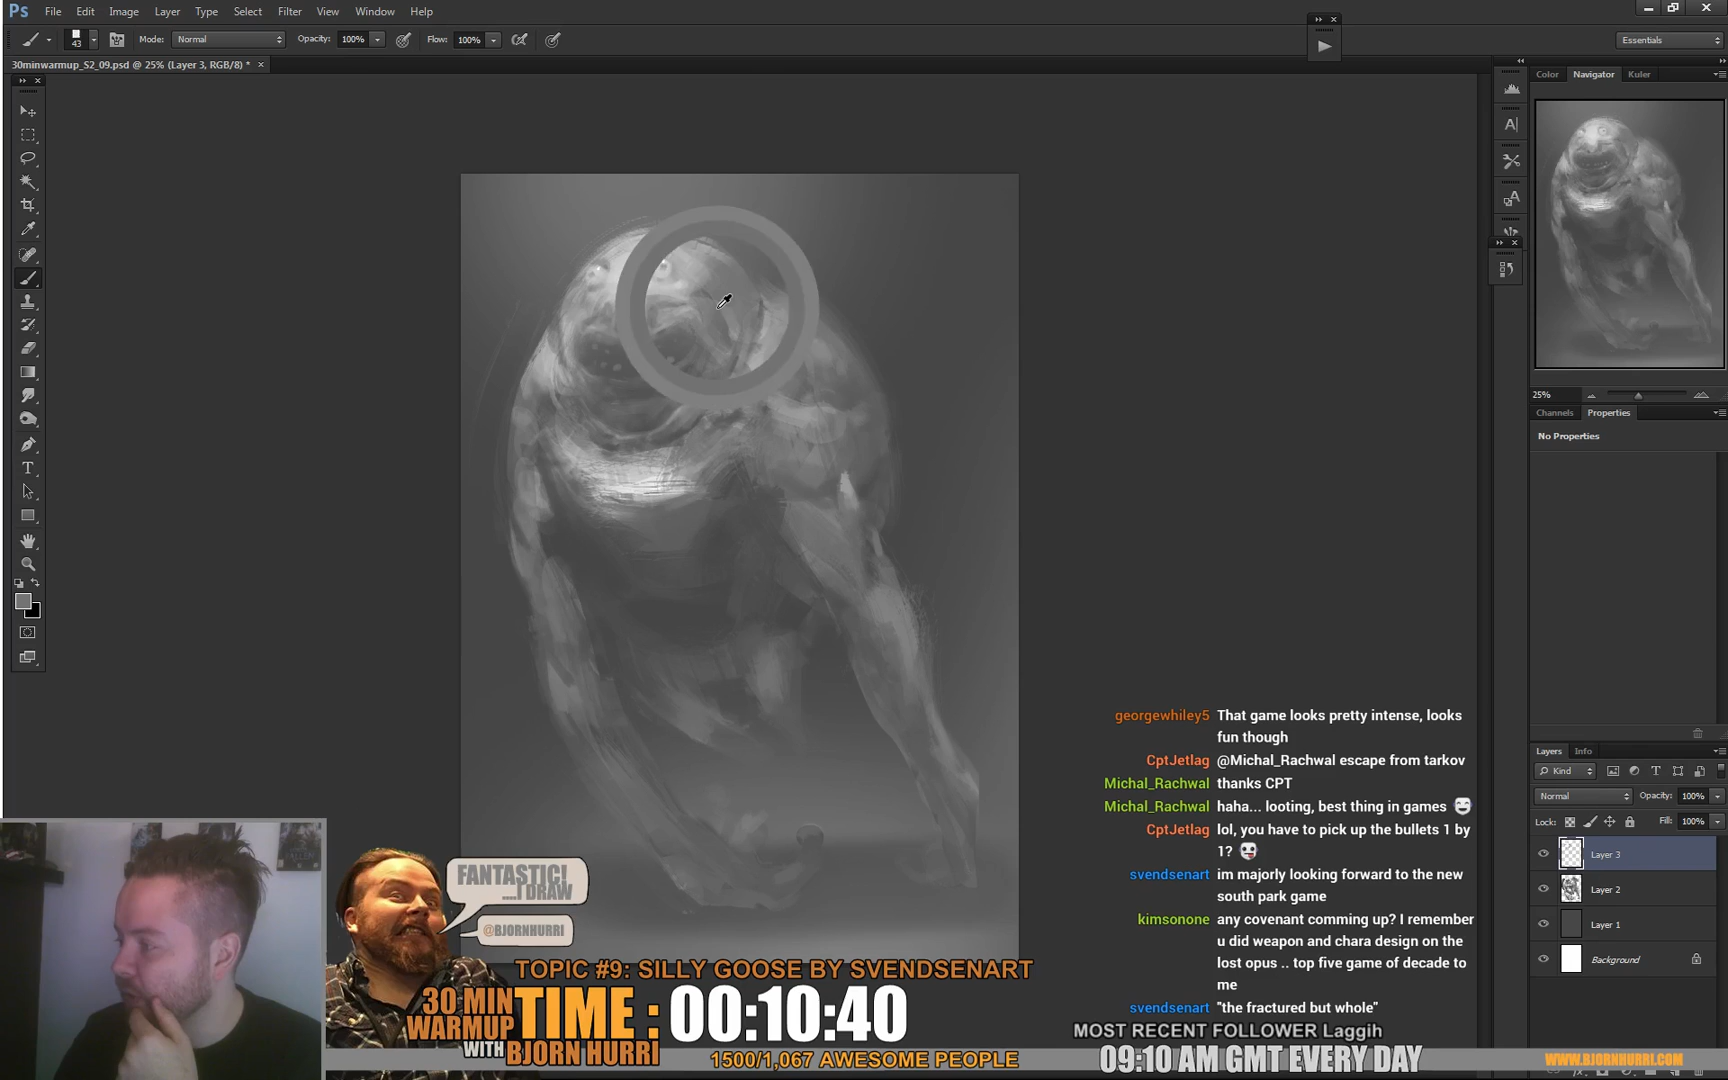 Ps File Edit Image Layer Type Select Filter View Window Help
43 Mode: Normal Opacity: 100% Flow: 100% Essentials
30minwarmup_S2_09.psd @ 25% (Layer 3, RGB/8) * ×
Color Navigator Kuler
25%
Channels Properties
No Properties
Layers Info
Kind
Normal Opacity: 100%
Lock: Fill: 100%
Layer 3
Layer 2
Layer 1
Background
georgewhiley5 That game looks pretty intense, looks
fun though
CptJetlag @Michal_Rachwal escape from tarkov
Michal_Rachwal thanks CPT
Michal_Rachwal haha... looting, best thing in games
CptJetlag lol, you have to pick up the bullets 1 by
1?
svendsenart im majorly looking forward to the new
south park game
kimsonone any covenant comming up? I remember
u did weapon and chara design on the
lost opus .. top five game of decade to
me
svendsenart "the fractured but whole"
FANTASTIC!
....I DRAW
@BJORNHURRI
TOPIC #9: SILLY GOOSE BY SVENDSENART
30 MIN
WARMUP
WITH BJORN HURRI
TIME : 00:10:40
1500/1,067 AWESOME PEOPLE
MOST RECENT FOLLOWER Laggih
09:10 AM GMT EVERY DAY
WWW.BJORNHURRI.COM